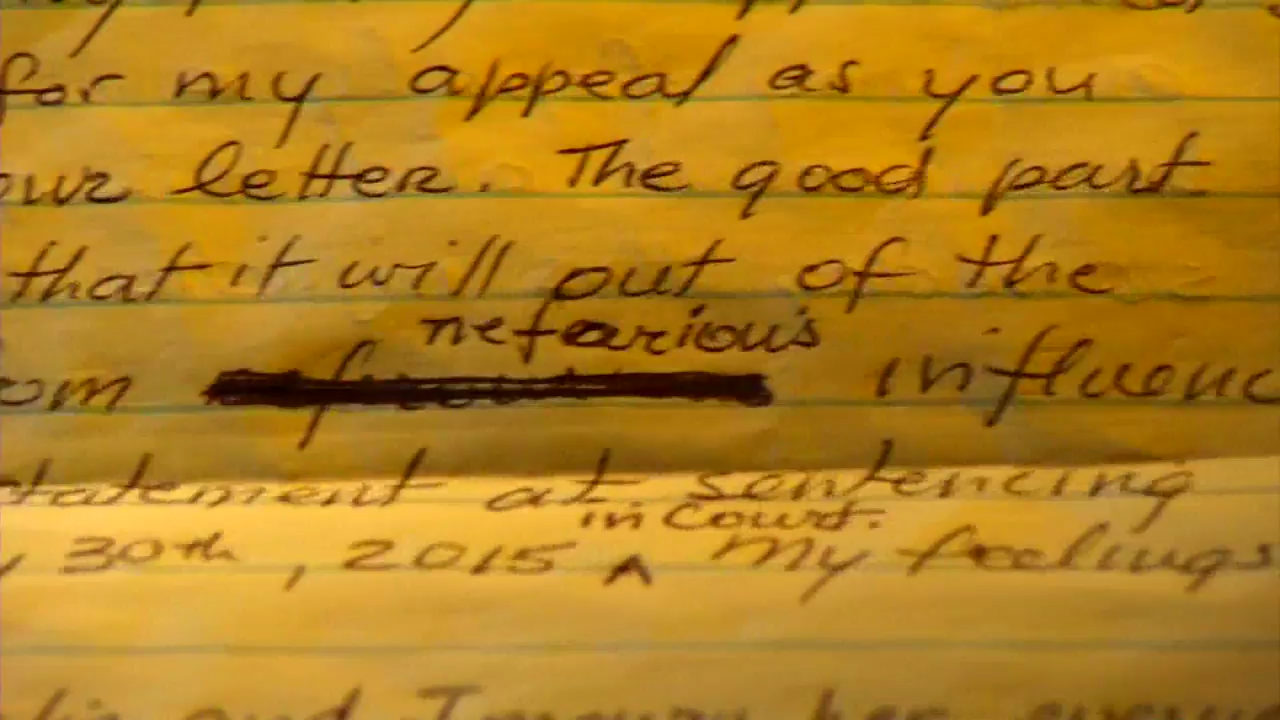 for my appeal as you
our letter. The good part
that it will out of the
nefarious
om influenc
statement at sentencing
in Court.
30th, 2015 ^ My feelings
and